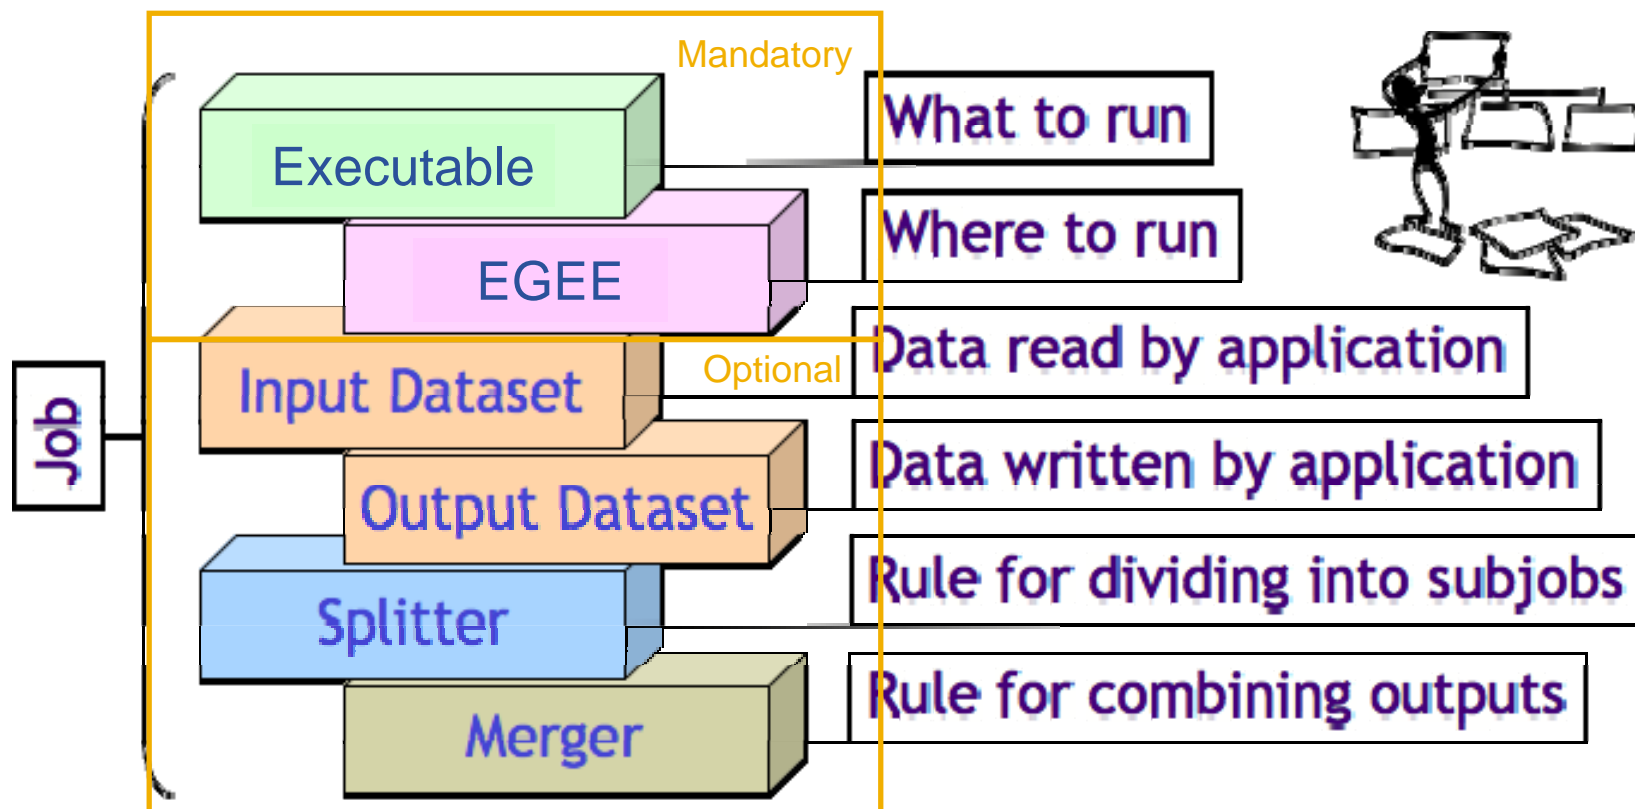 Mandatory
Executable
What to run
EGEE
Where to run
Optional
Input Dataset
Data read by application
Job
Output Dataset
Data written by application
Splitter
Rule for dividing into subjobs
Merger
Rule for combining outputs